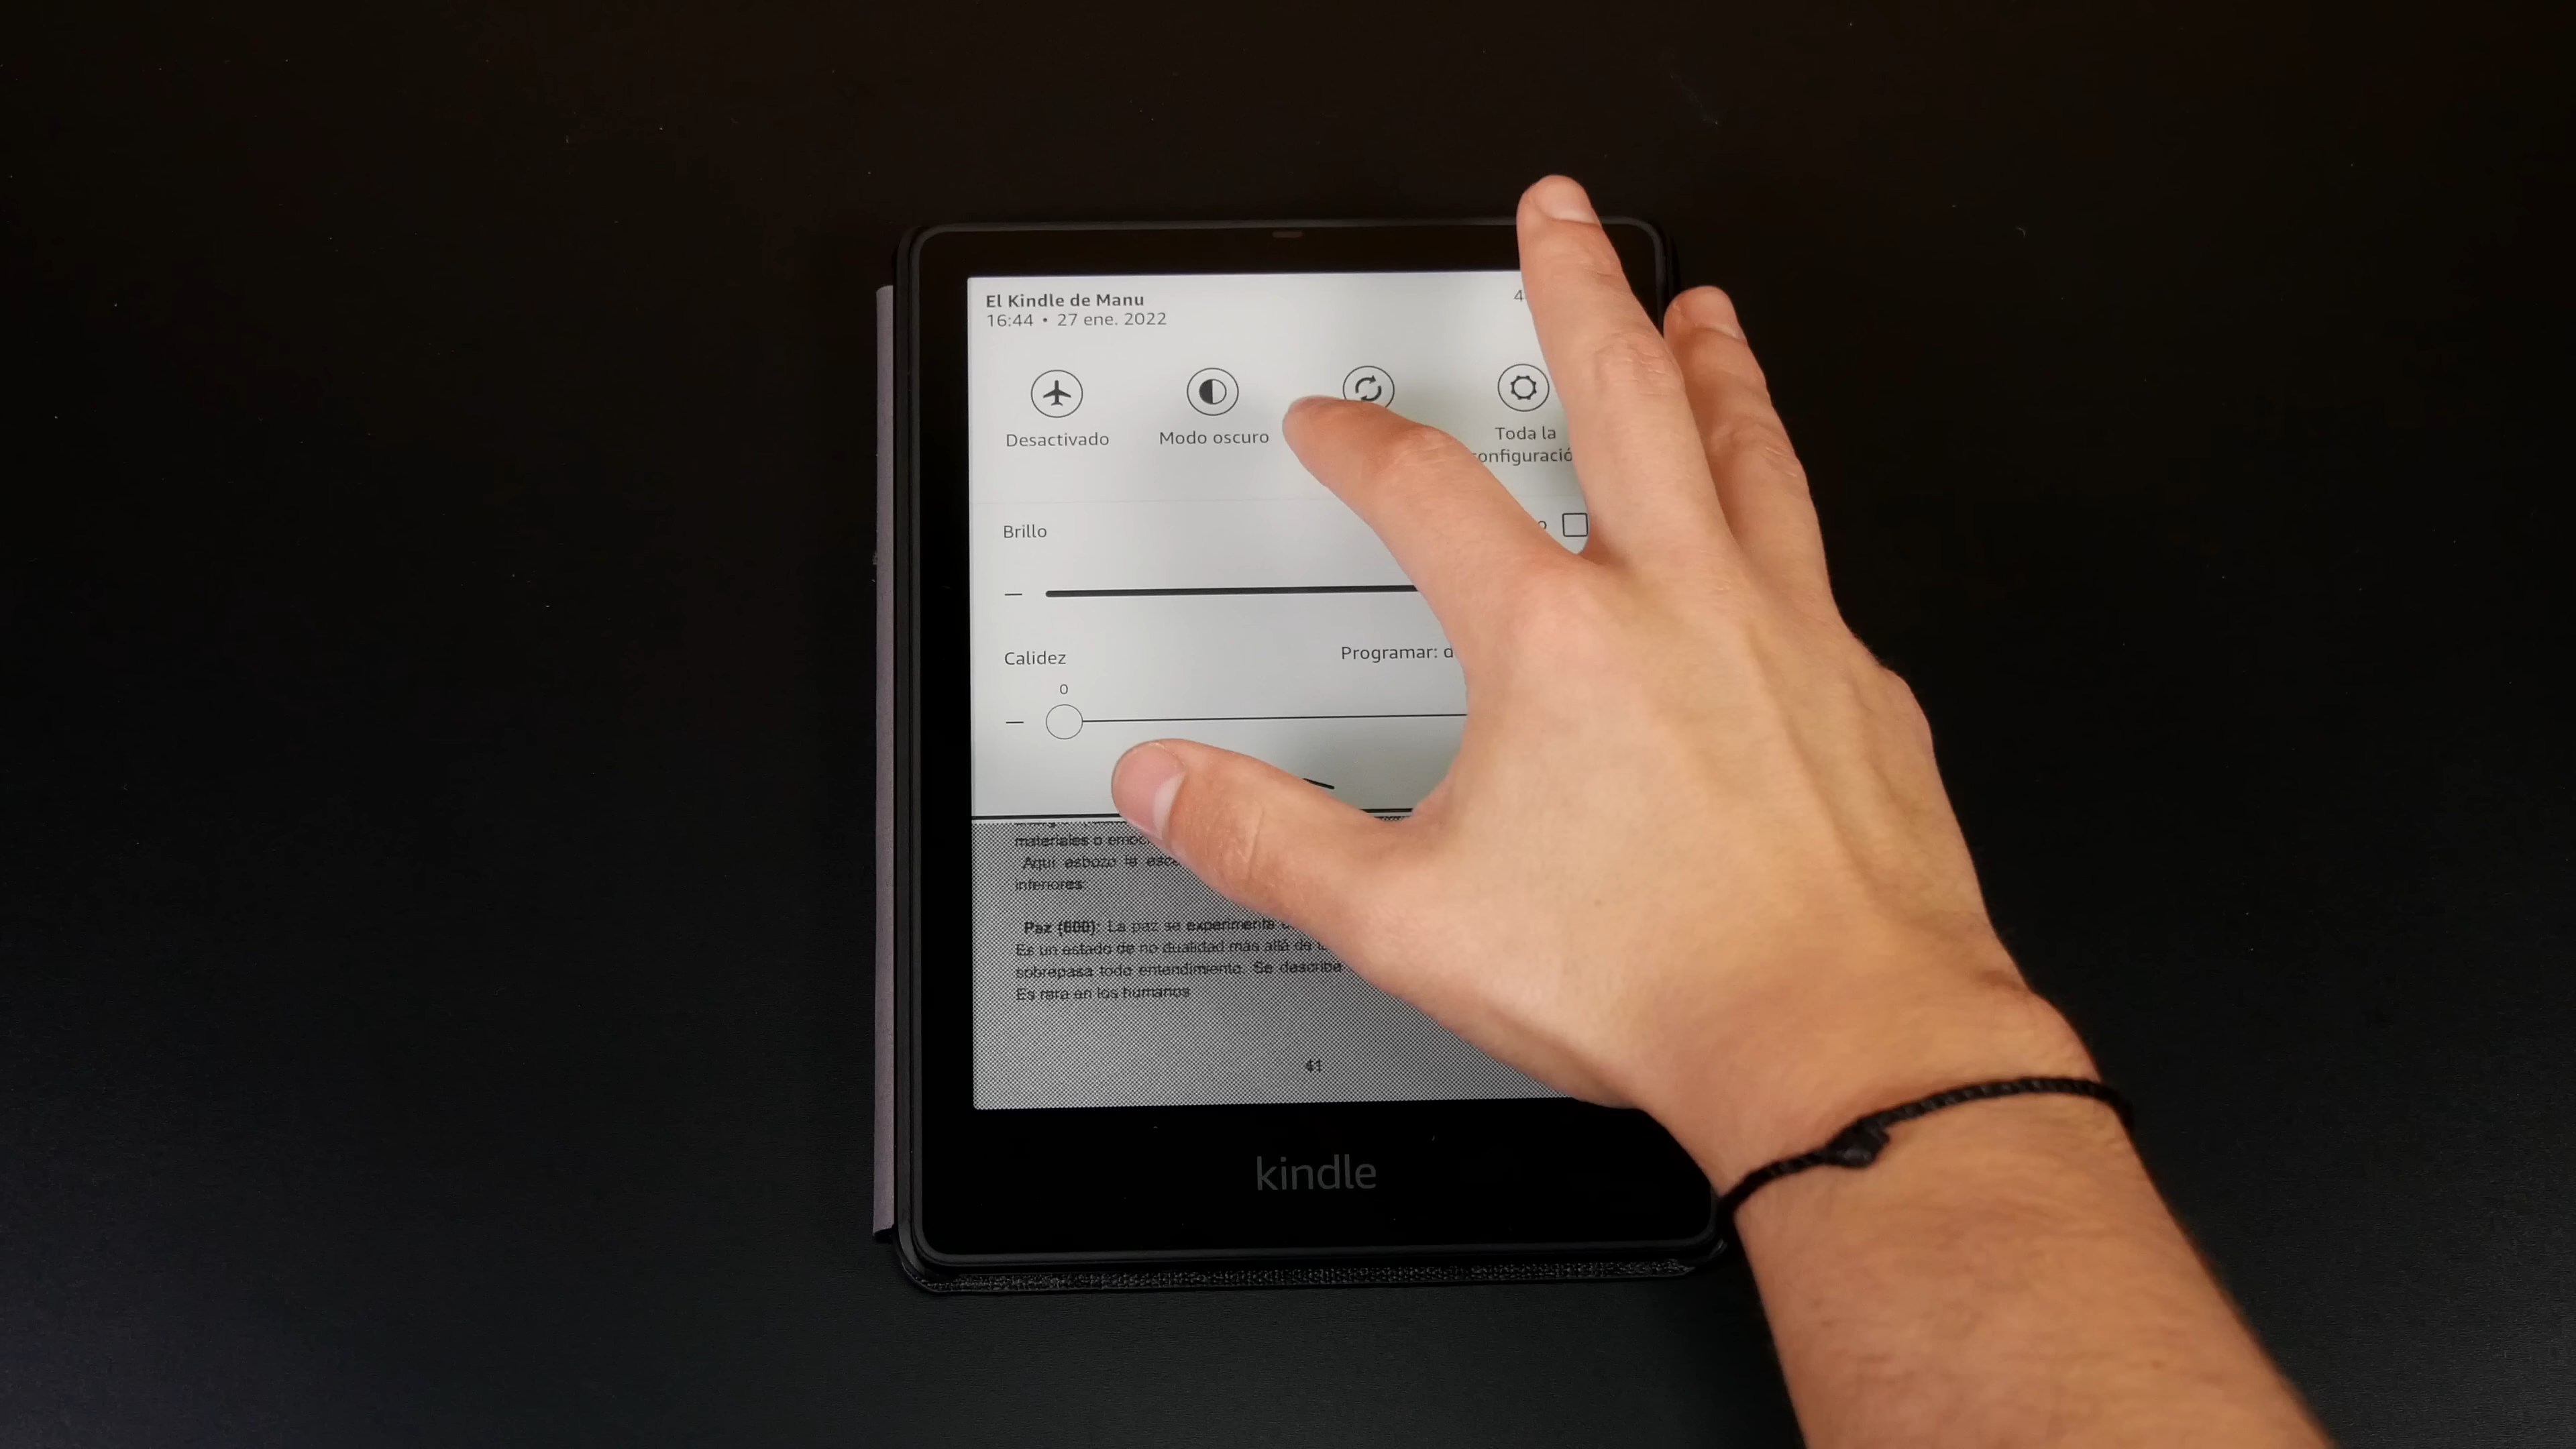 El Kindle de Manu
16:44 • 27 ene. 2022
Desactivado
Modo oscuro
Toda la
Brillo
Calidez
Programar:
0
materiales o
Aquí esbozo la
inferiores:
Paz (600): La paz se experimenta
Es un estado de no dualidad más allá de
sobrepasa todo entendimiento. Se describe
Es rara en los humanos
41
kindle